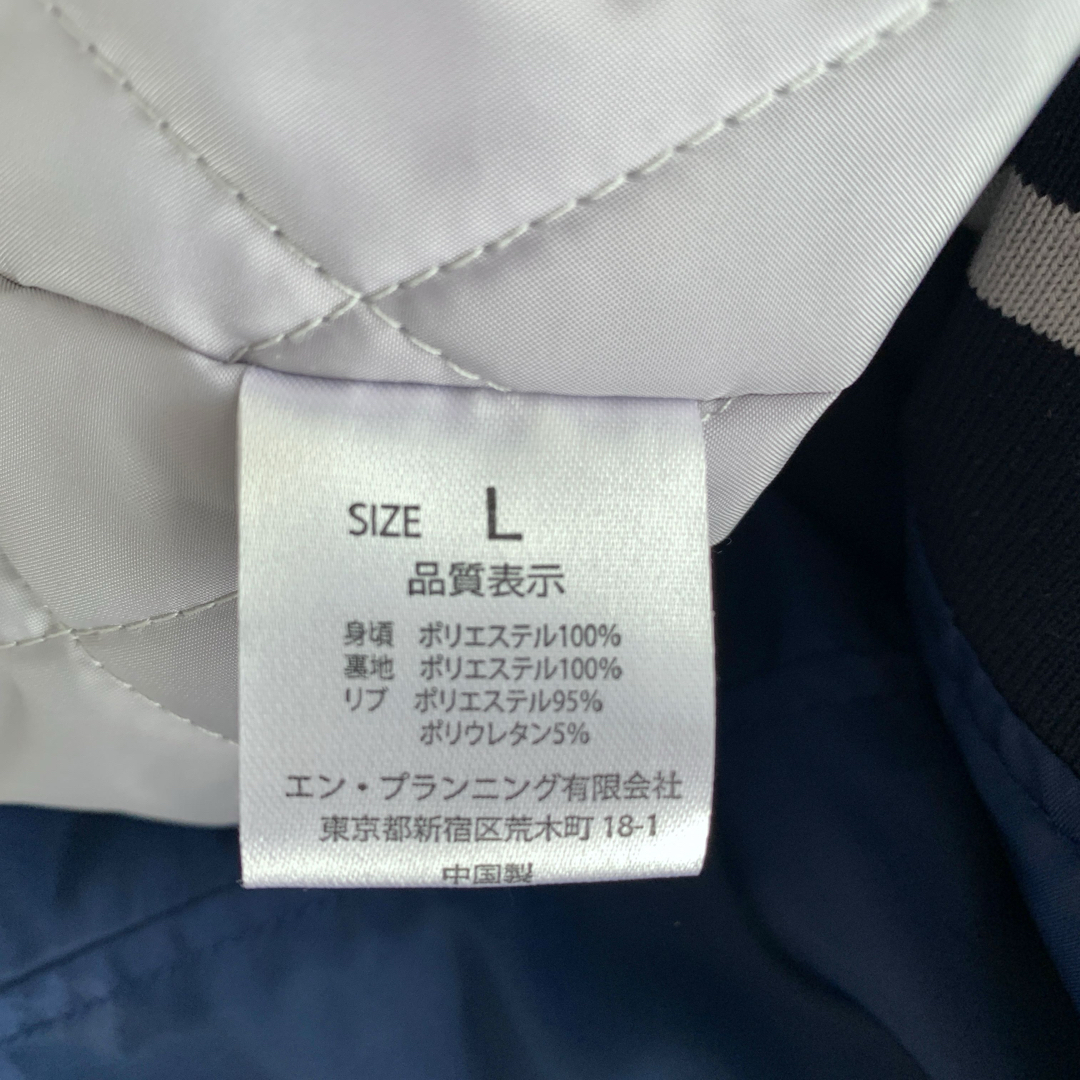 SIZE L
品質表示
身頃 ポリエステル100%
裏地 ポリエステル100%
リブ ポリエステル95%
ポリウレタン5%
エン・プランニング有限会社
東京都新宿区荒木町 18-1
中国製